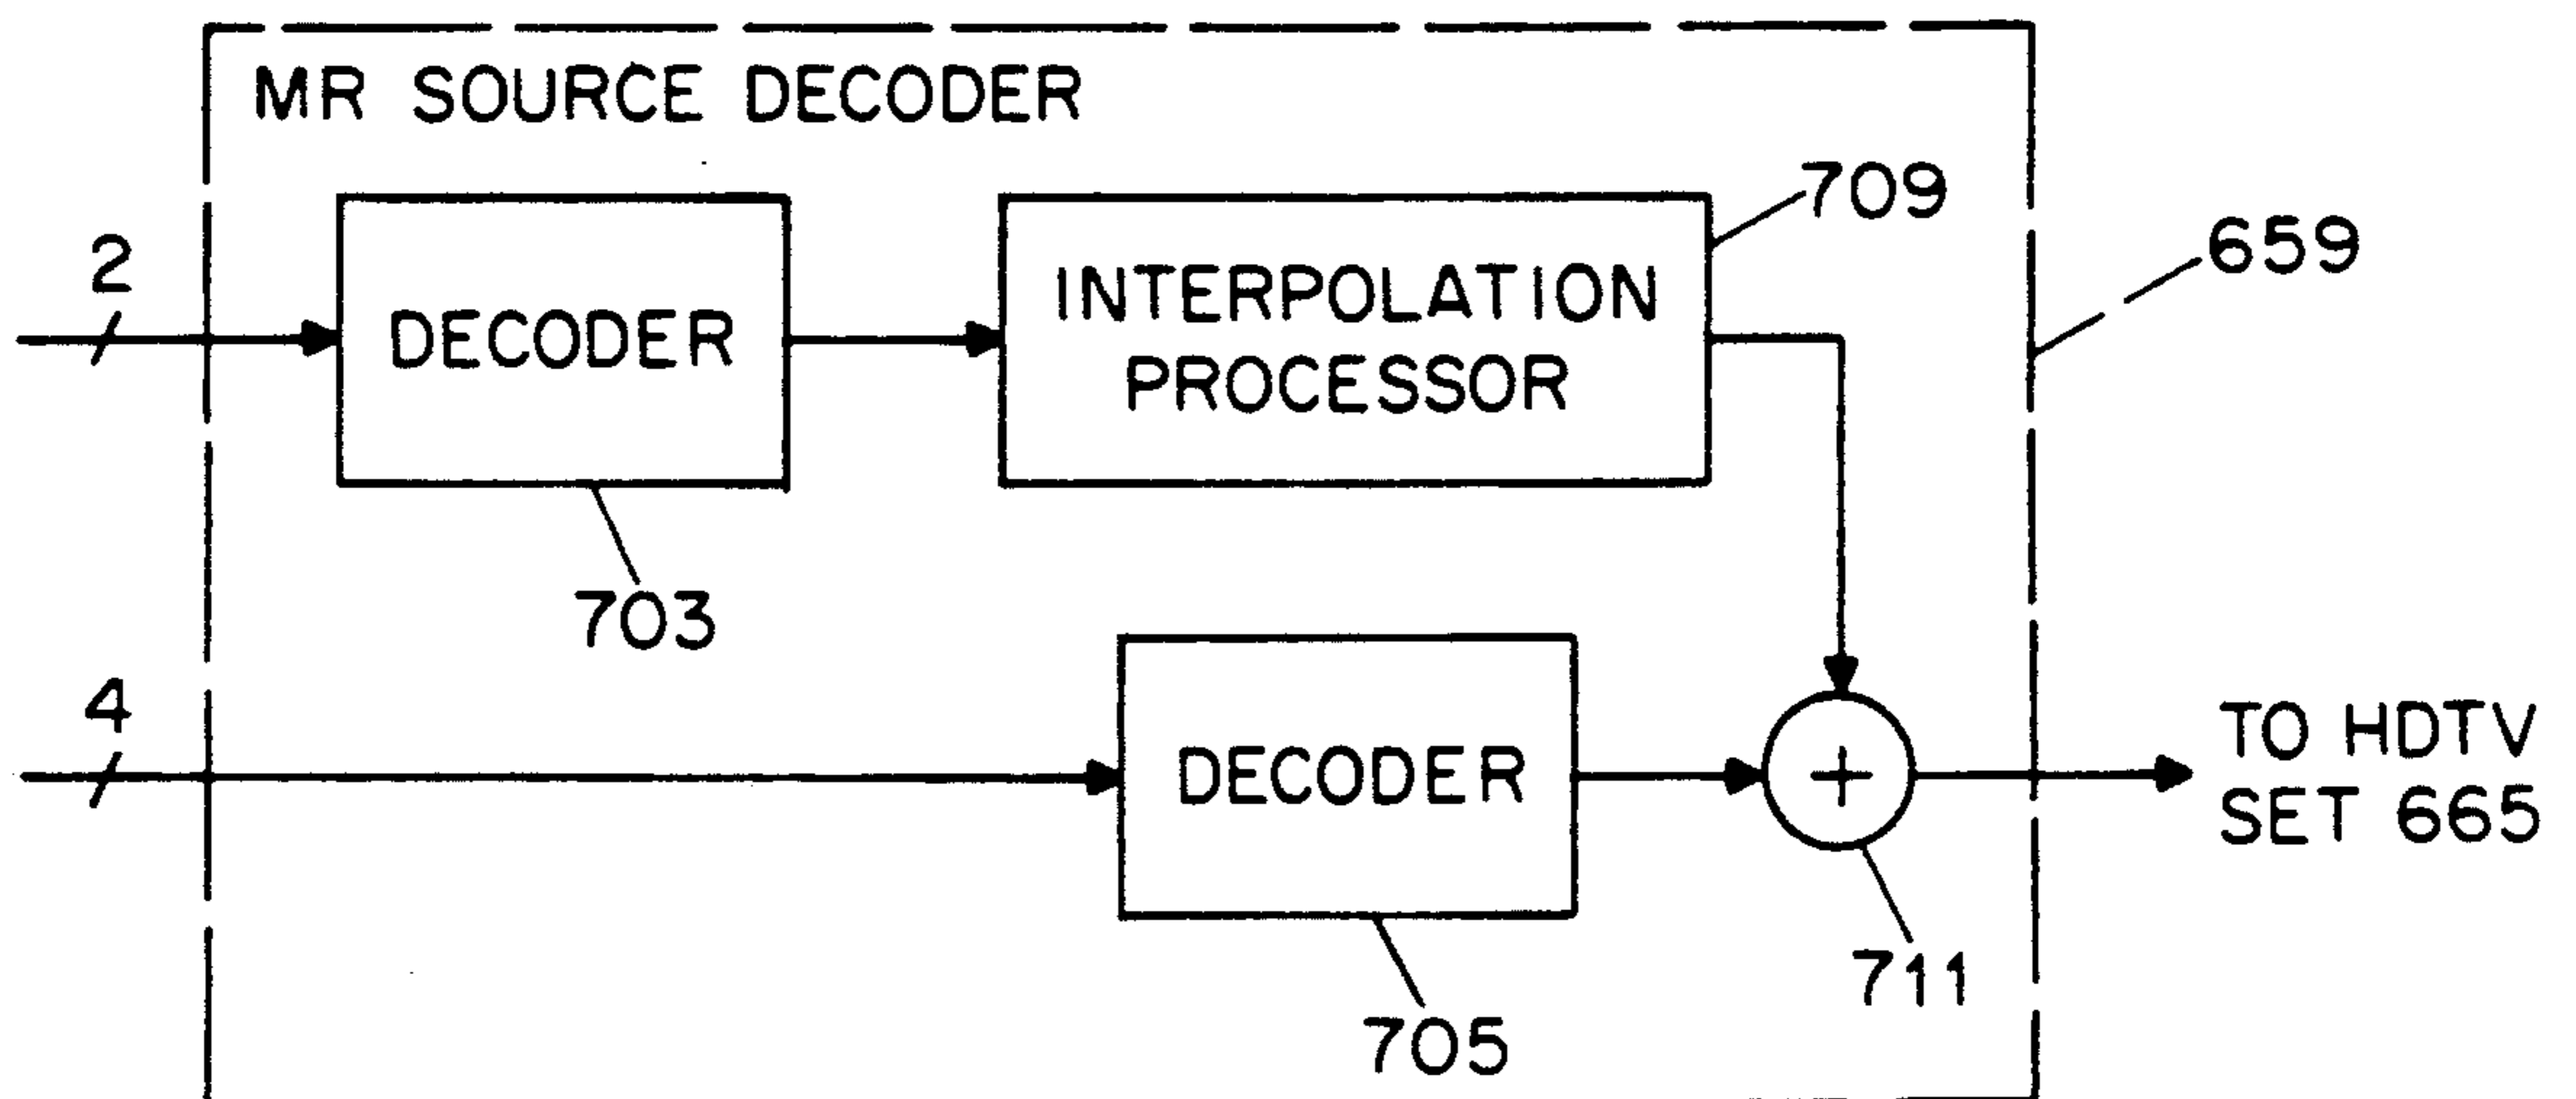 MR SOURCE DECODER
709
659
2
DECODER
INTERPOLATION
PROCESSOR
703
4
DECODER
TO HDTV
SET 665
+
711
705